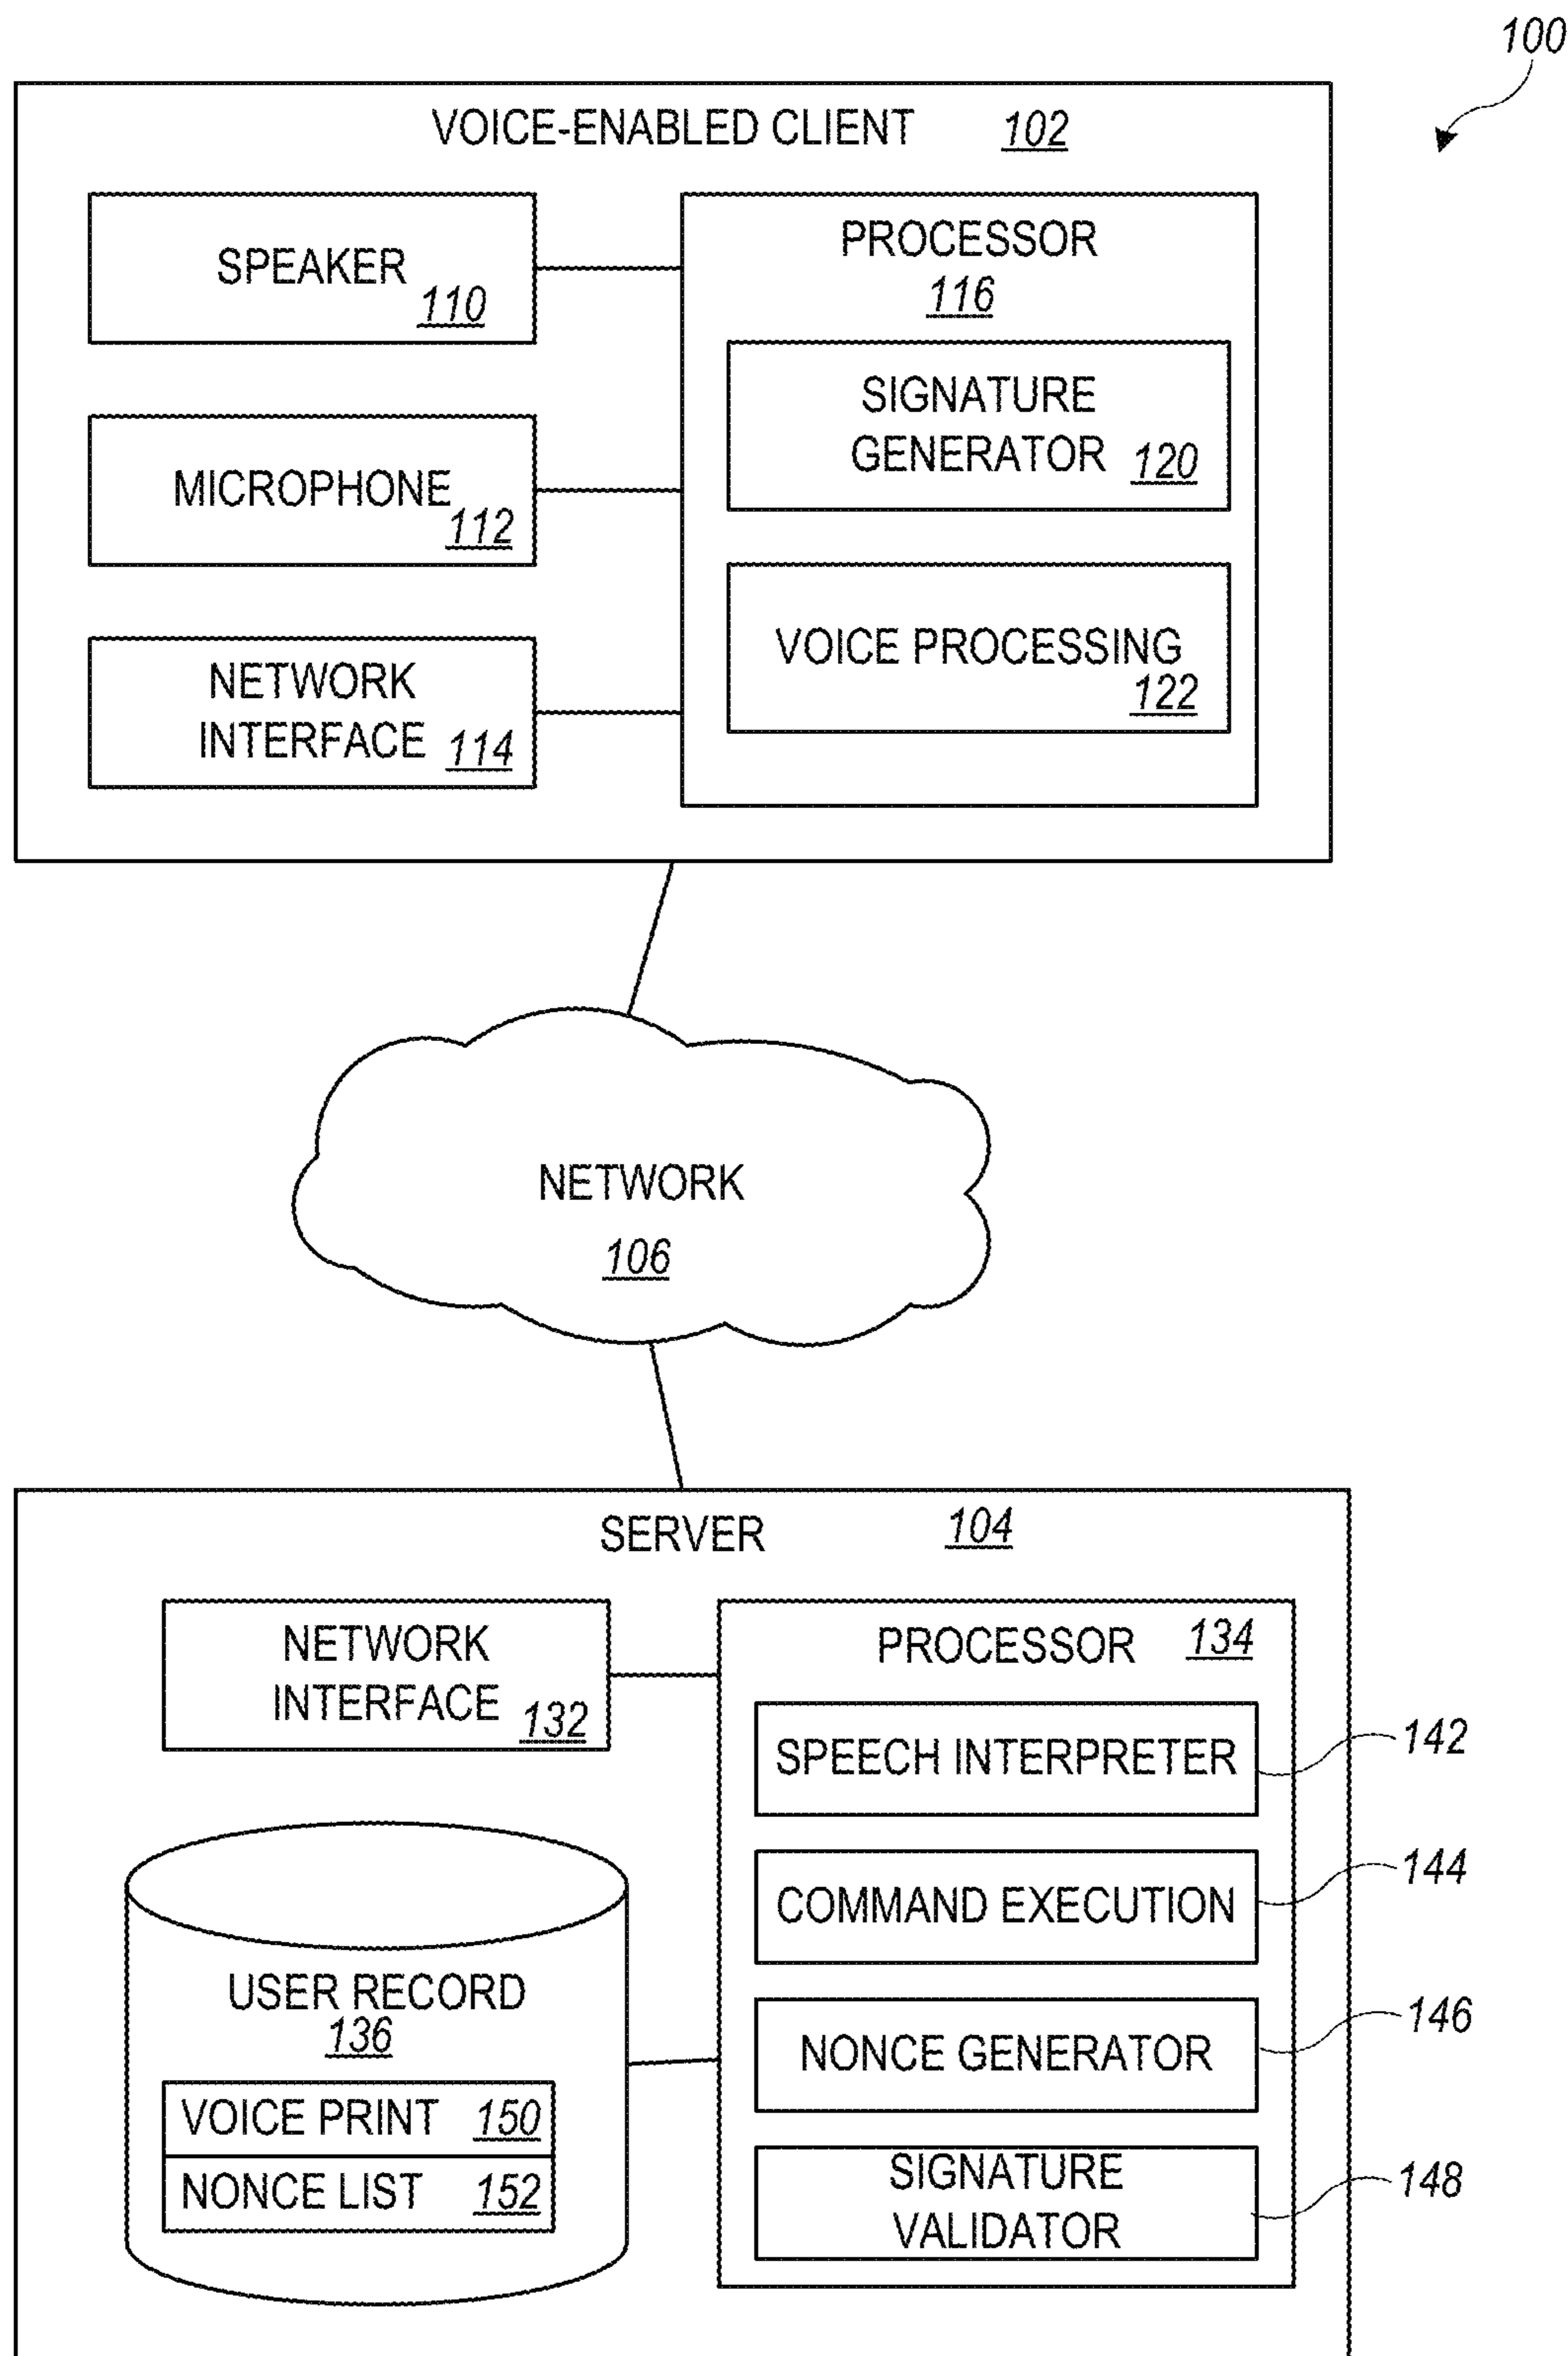 100
VOICE-ENABLED CLIENT 102
SPEAKER
110
MICROPHONE
112
NETWORK
INTERFACE 114
PROCESSOR
116
SIGNATURE
GENERATOR 120
VOICE PROCESSING
122
NETWORK
106
SERVER 104
NETWORK
INTERFACE 132
USER RECORD
136
VOICE PRINT 150
NONCE LIST 152
PROCESSOR 134
SPEECH INTERPRETER 142
COMMAND EXECUTION 144
NONCE GENERATOR 146
SIGNATURE
VALIDATOR 148